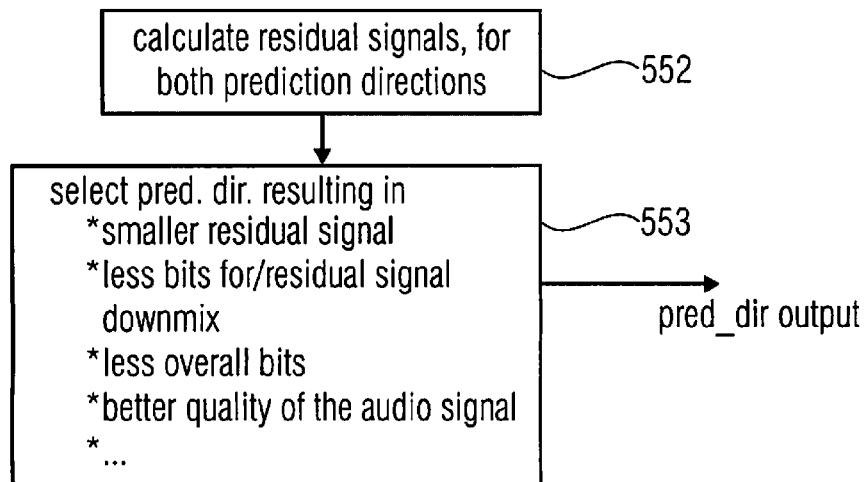 calculate residual signals, for
both prediction directions
552
select pred. dir. resulting in
*smaller residual signal
*less bits for/residual signal
downmix
*less overall bits
*better quality of the audio signal
*...
553
pred_dir output